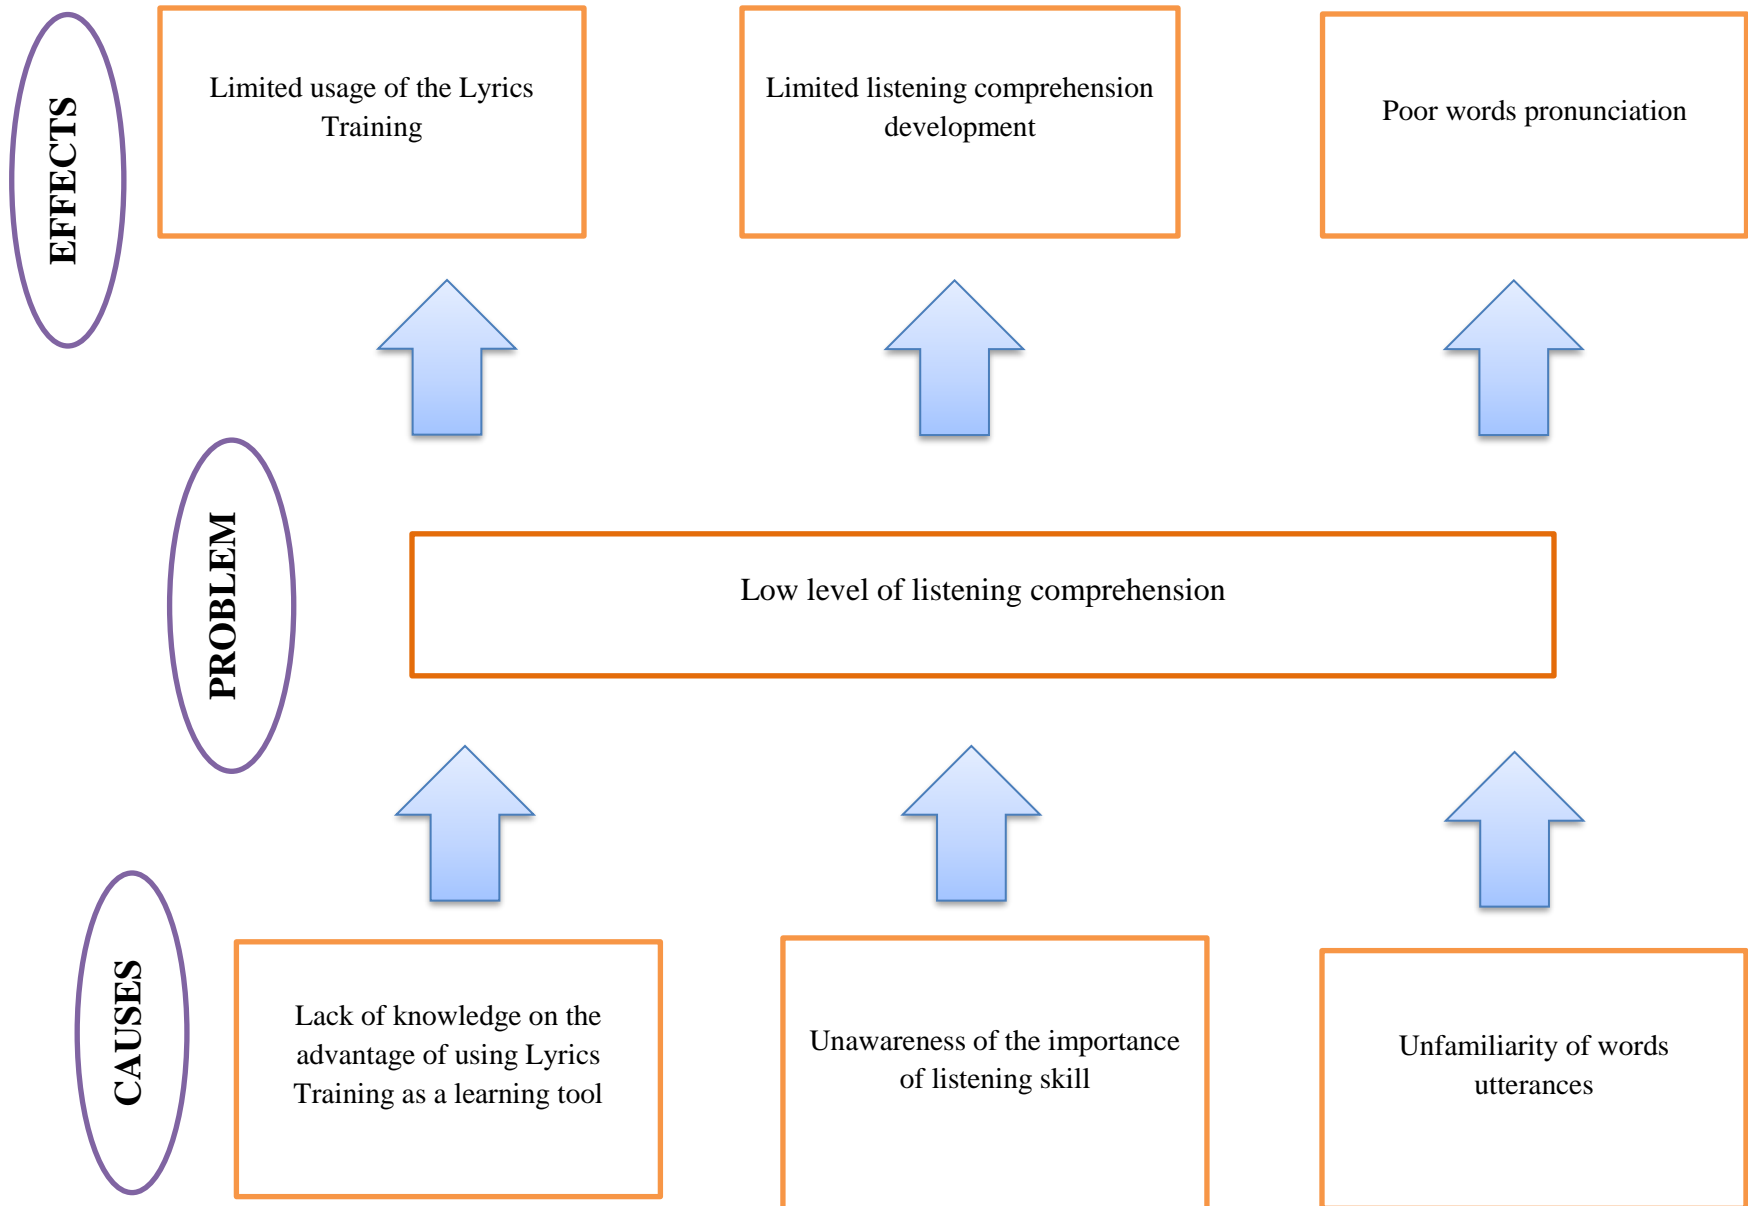 EFFECTS
Limited usage of the Lyrics
Training
Limited listening comprehension
development
Poor words pronunciation
PROBLEM
Low level of listening comprehension
CAUSES
Lack of knowledge on the
advantage of using Lyrics
Training as a learning tool
Unawareness of the importance
of listening skill
Unfamiliarity of words
utterances